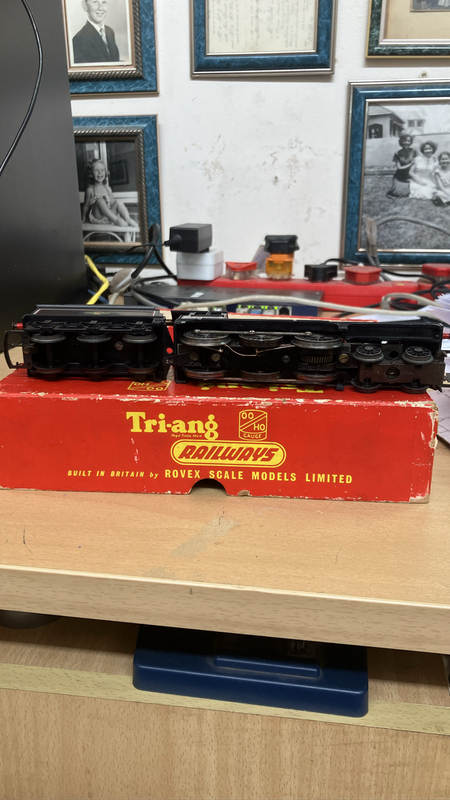 Tri-ang
OO
HO
GAUGE
RAILWAYS
BUILT IN BRITAIN by ROVEX SCALE MODELS LIMITED